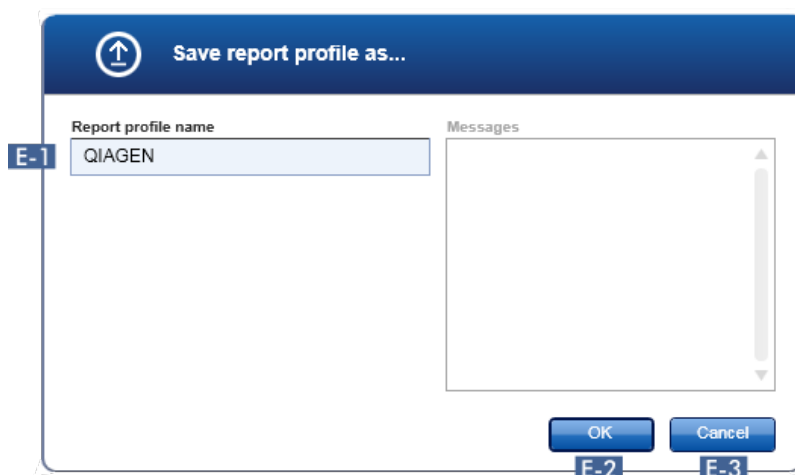 Save report profile as...
Report profile name
Messages
E-1
QIAGEN
OK
Cancel
E-2
E-3